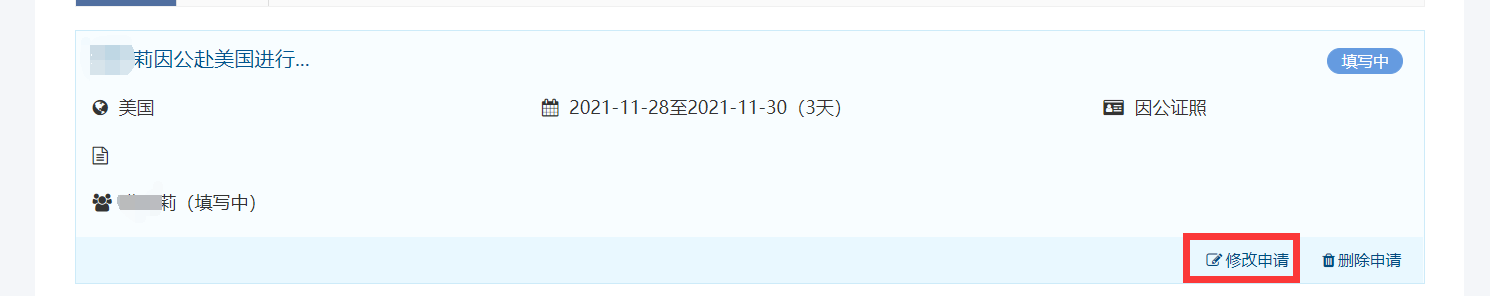 莉因公赴美国进行...
填写中
美国
2021-11-28至2021-11-30（3天）
因公证照
莉（填写中）
修改申请
删除申请